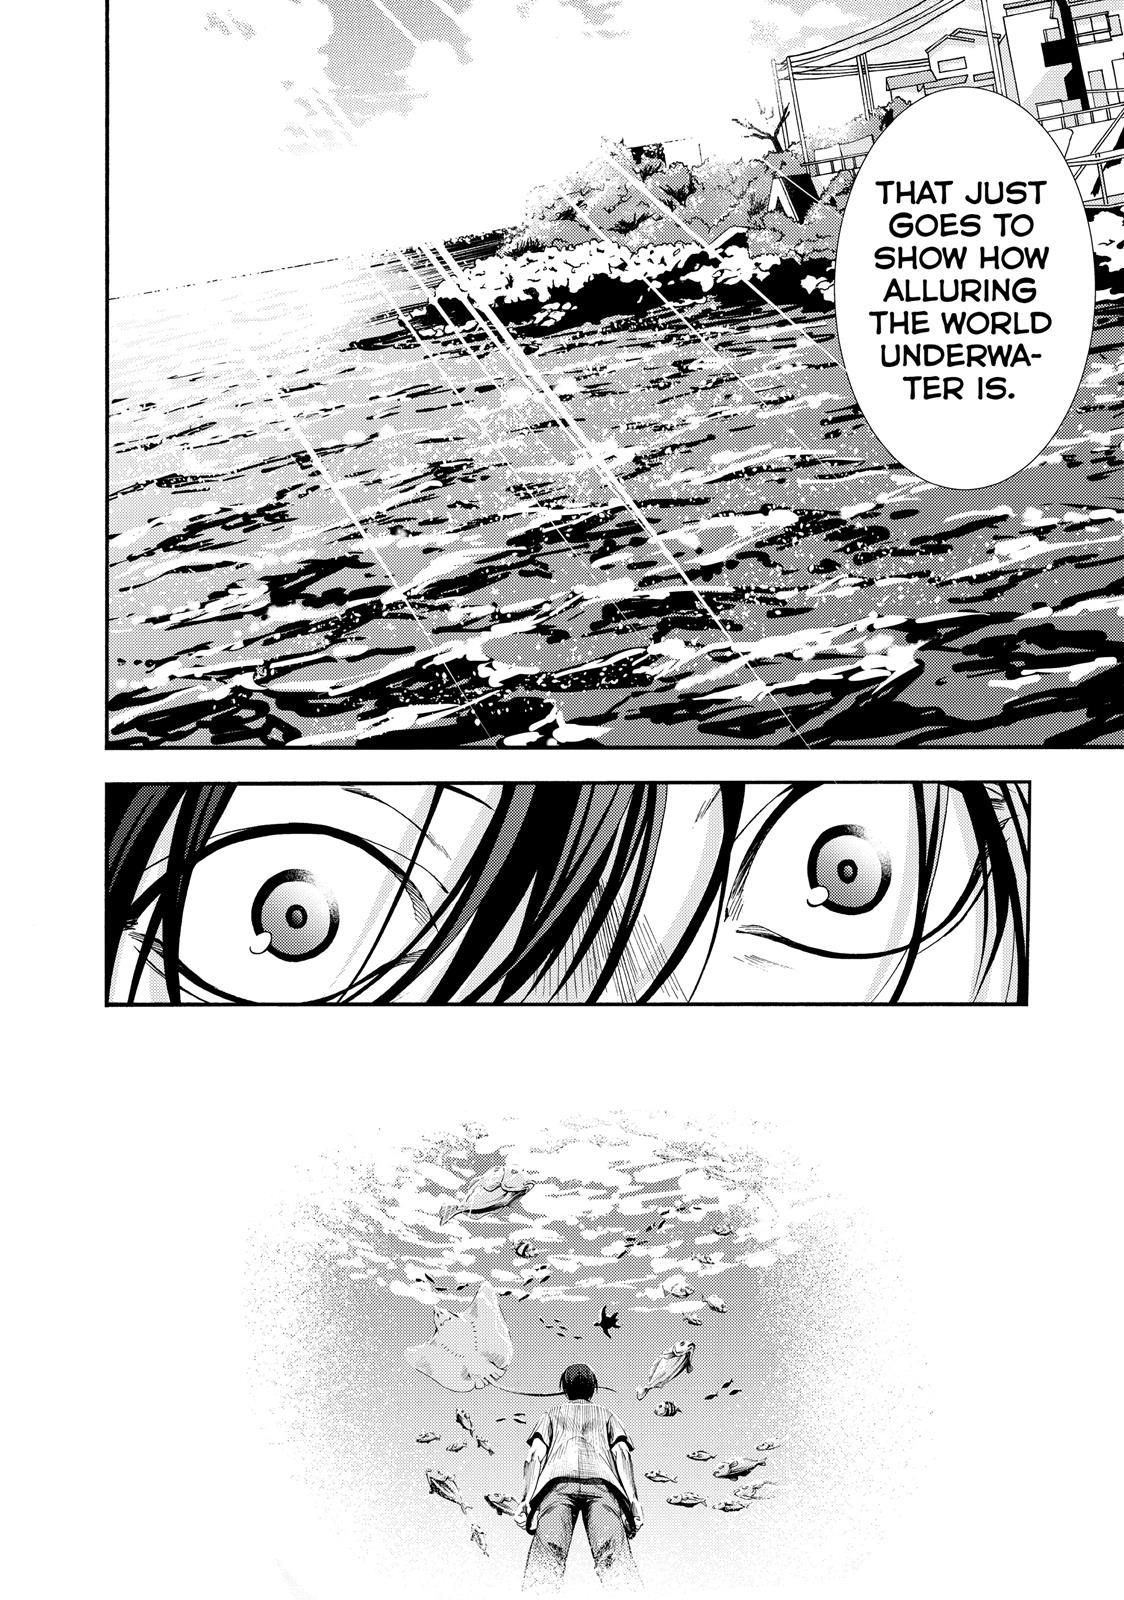 THAT JUST
GOES TO
SHOW HOW
ALLURING
THE WORLD
UNDERWA-
TER IS.